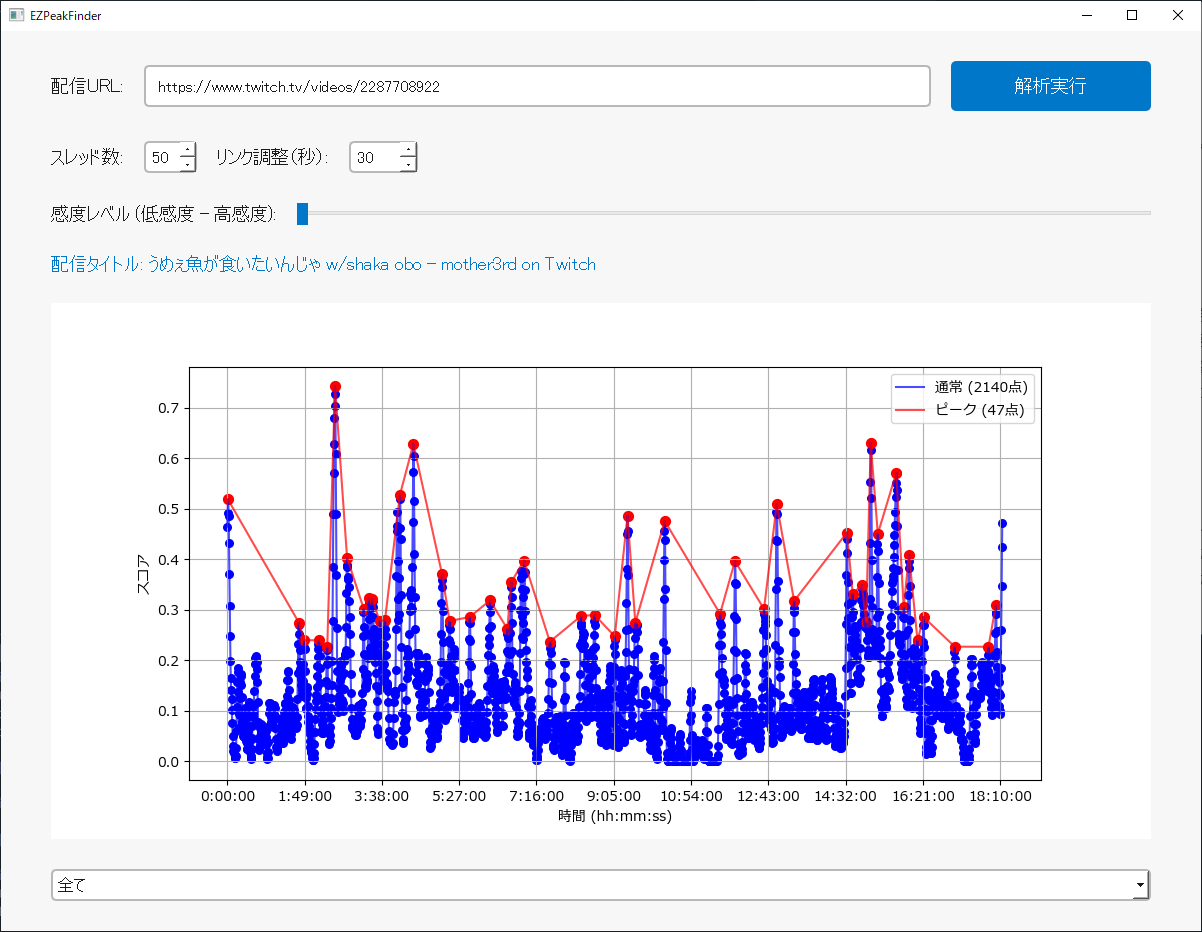 EZPeakFinder
配信URL: https://www.twitch.tv/videos/2287708922 解析実行
スレッド数: 50 リンク調整(秒): 30
感度レベル (低感度 - 高感度):
配信タイトル: うめぇ魚が食いたいんじゃ w/shaka obo - mother3rd on Twitch
通常 (2140点)
ピーク (47点)
0.7
0.6
0.5
0.4
0.3
0.2
0.1
0.0
スコア
0:00:00 1:49:00 3:38:00 5:27:00 7:16:00 9:05:00 10:54:00 12:43:00 14:32:00 16:21:00 18:10:00
時間 (hh:mm:ss)
全て